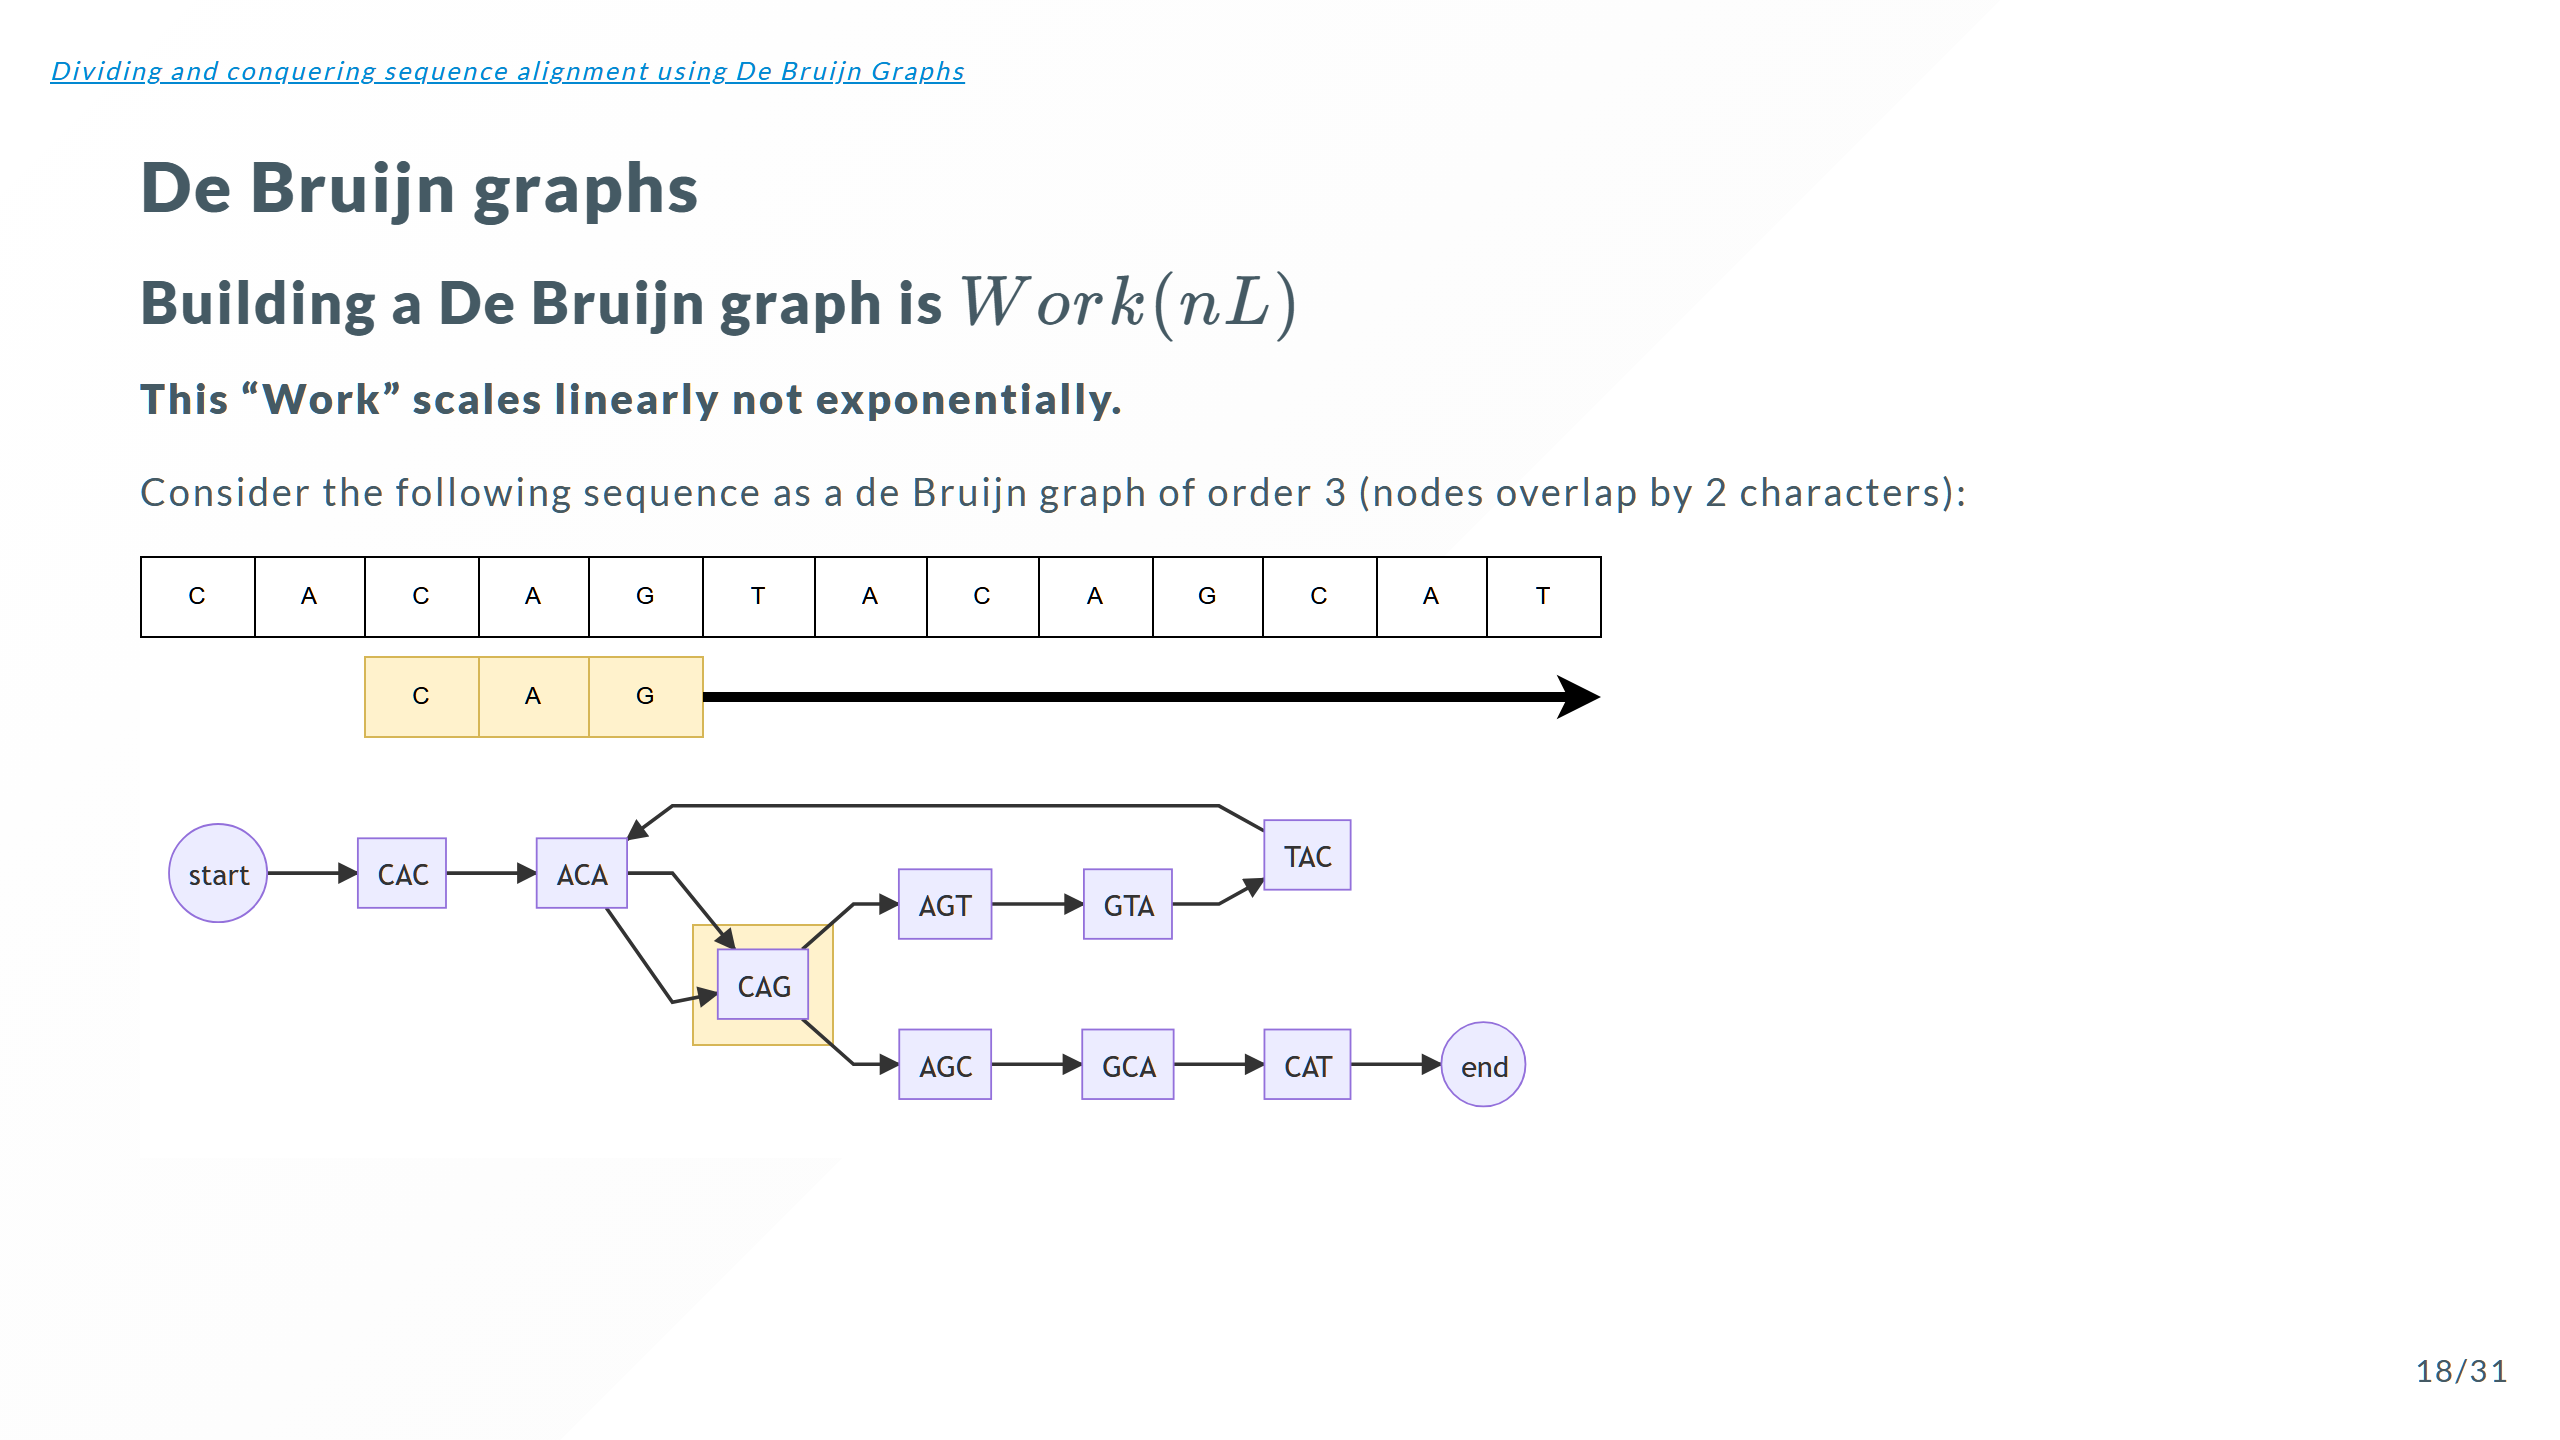 Dividing and conquering sequence alignment using De Bruijn Graphs
De Bruijn graphs
Building a De Bruijn graph is Work(nL)
This “Work” scales linearly not exponentially.
Consider the following sequence as a de Bruijn graph of order 3 (nodes overlap by 2 characters):
C A C A G T A C A G C A T
C A G
start CAC ACA CAG AGT GTA TAC
AGC GCA CAT end
18/31